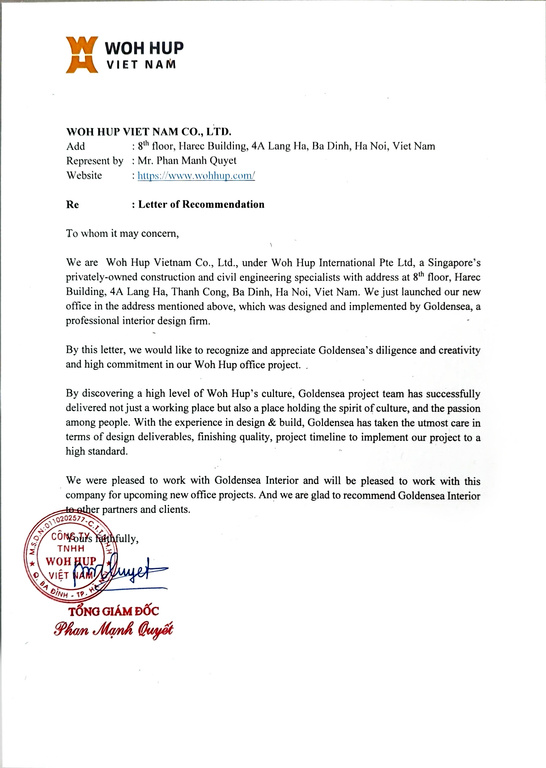 WOH HUP
VIET NAM
WOH HUP VIET NAM CO., LTD.
Add : 8th floor, Harec Building, 4A Lang Ha, Ba Dinh, Ha Noi, Viet Nam
Represent by : Mr. Phan Manh Quyet
Website : https://www.wohhup.com/
Re : Letter of Recommendation
To whom it may concern,
We are Woh Hup Vietnam Co., Ltd., under Woh Hup International Pte Ltd, a Singapore's
privately-owned construction and civil engineering specialists with address at 8th floor, Harec
Building, 4A Lang Ha, Thanh Cong, Ba Dinh, Ha Noi, Viet Nam. We just launched our new
office in the address mentioned above, which was designed and implemented by Goldensea, a
professional interior design firm.
By this letter, we would like to recognize and appreciate Goldensea's diligence and creativity
and high commitment in our Woh Hup office project.
By discovering a high level of Woh Hup's culture, Goldensea project team has successfully
delivered not just a working place but also a place holding the spirit of culture, and the passion
among people. With the experience in design & build, Goldensea has taken the utmost care in
terms of design deliverables, finishing quality, project timeline to implement our project to a
high standard.
We were pleased to work with Goldensea Interior and will be pleased to work with this
company for upcoming new office projects. And we are glad to recommend Goldensea Interior
to other partners and clients.
Yours faithfully,
M.S.D.N:0110202577-C.T.T.N.H.H
CÔNG TY
TNHH
WOH HUP
VIỆT NAM
Q. BA ĐÌNH - TP.
TỔNG GIÁM ĐỐC
Phan Mạnh Quyết